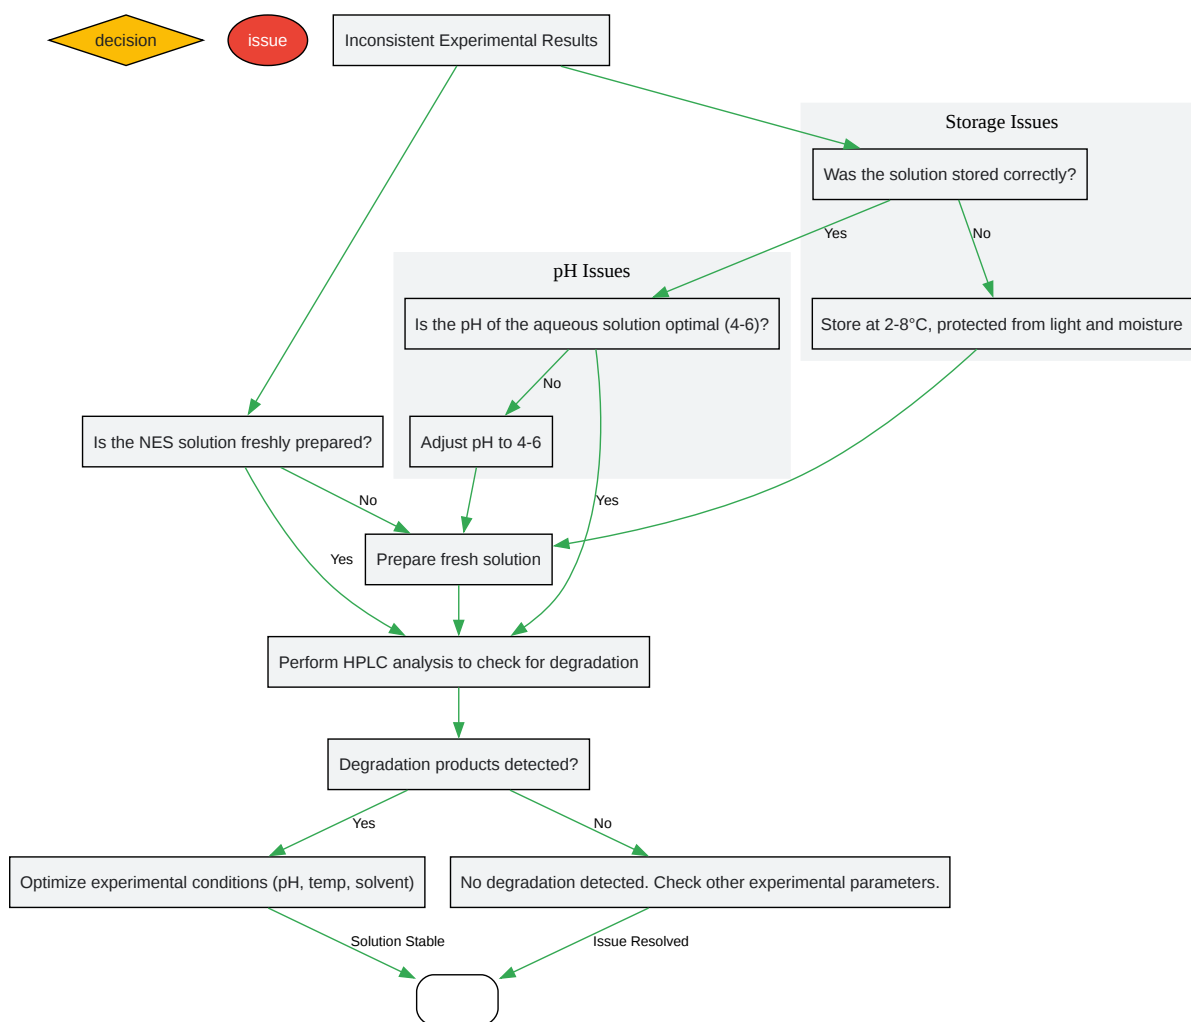 decision
issue
Inconsistent Experimental Results
Storage Issues
Was the solution stored correctly?
Yes
No
pH Issues
Is the pH of the aqueous solution optimal (4-6)?
Store at 2-8°C, protected from light and moisture
No
Is the NES solution freshly prepared?
Adjust pH to 4-6
No
Yes
Yes
Prepare fresh solution
Perform HPLC analysis to check for degradation
Degradation products detected?
Yes
No
Optimize experimental conditions (pH, temp, solvent)
No degradation detected. Check other experimental parameters.
Solution Stable
Issue Resolved